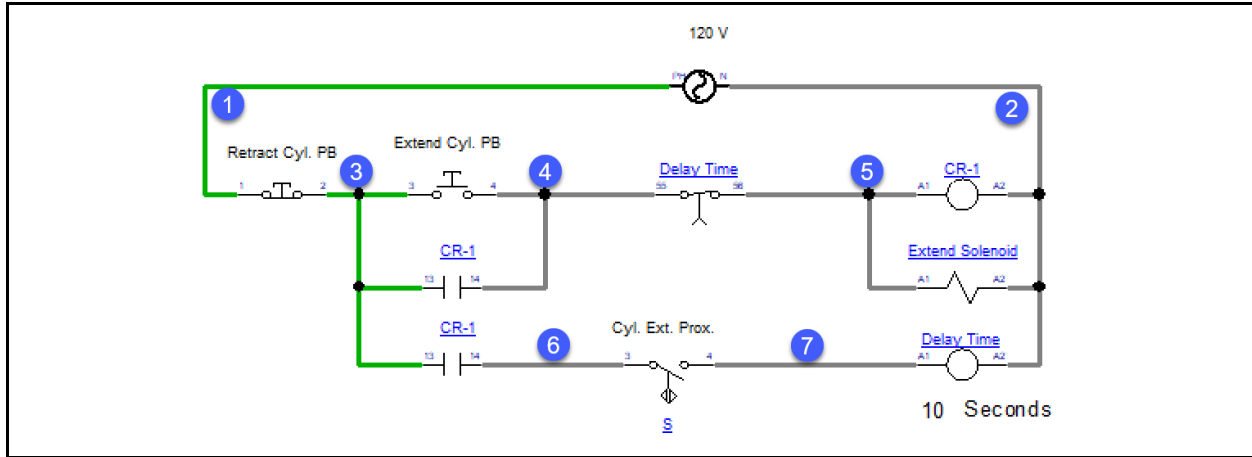 120 V
PH N
1
2
Retract Cyl. PB
Extend Cyl. PB
3
4
Delay Time
5
CR-1
1 2
3 4
55 56
A1 A2
CR-1
13 14
Extend Solenoid
A1 A2
CR-1
13 14
6
Cyl. Ext. Prox.
3 4
7
Delay Time
A1 A2
S
10 Seconds